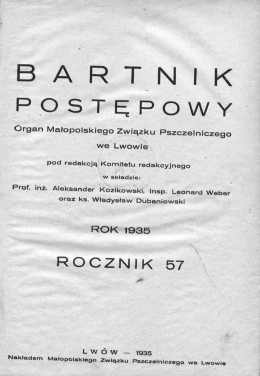 BARTNIK
POSTĘPOWY
Organ Małopolskiego Związku Pszczelniczego
we Lwowie
pod redakcją Komitetu redakcyjnego
w składzie:
Prof. inż. Aleksander Kozikowski, insp. Leonard Weber
oraz ks. Władysław Dubaniowski
ROK 1935
ROCZNIK 57
LWÓW — 1935
Nakładem Małopolskiego Związku Pszczelniczego we Lwowie